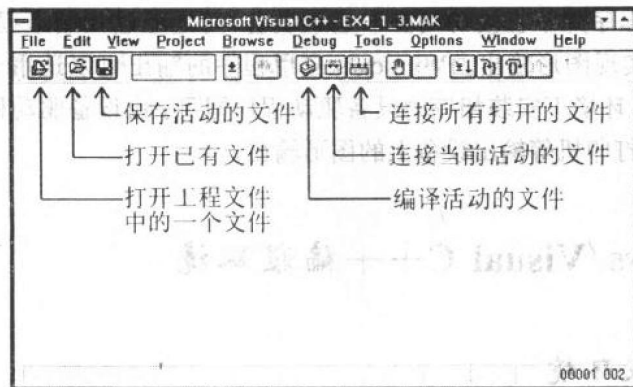 Microsoft Visual C++ - EX4_1_3.MAK
File Edit View Project Browse Debug Tools Options Window Help
保存活动的文件
打开已有文件
打开工程文件
中的一个文件
连接所有打开的文件
连接当前活动的文件
编译活动的文件
00001 002